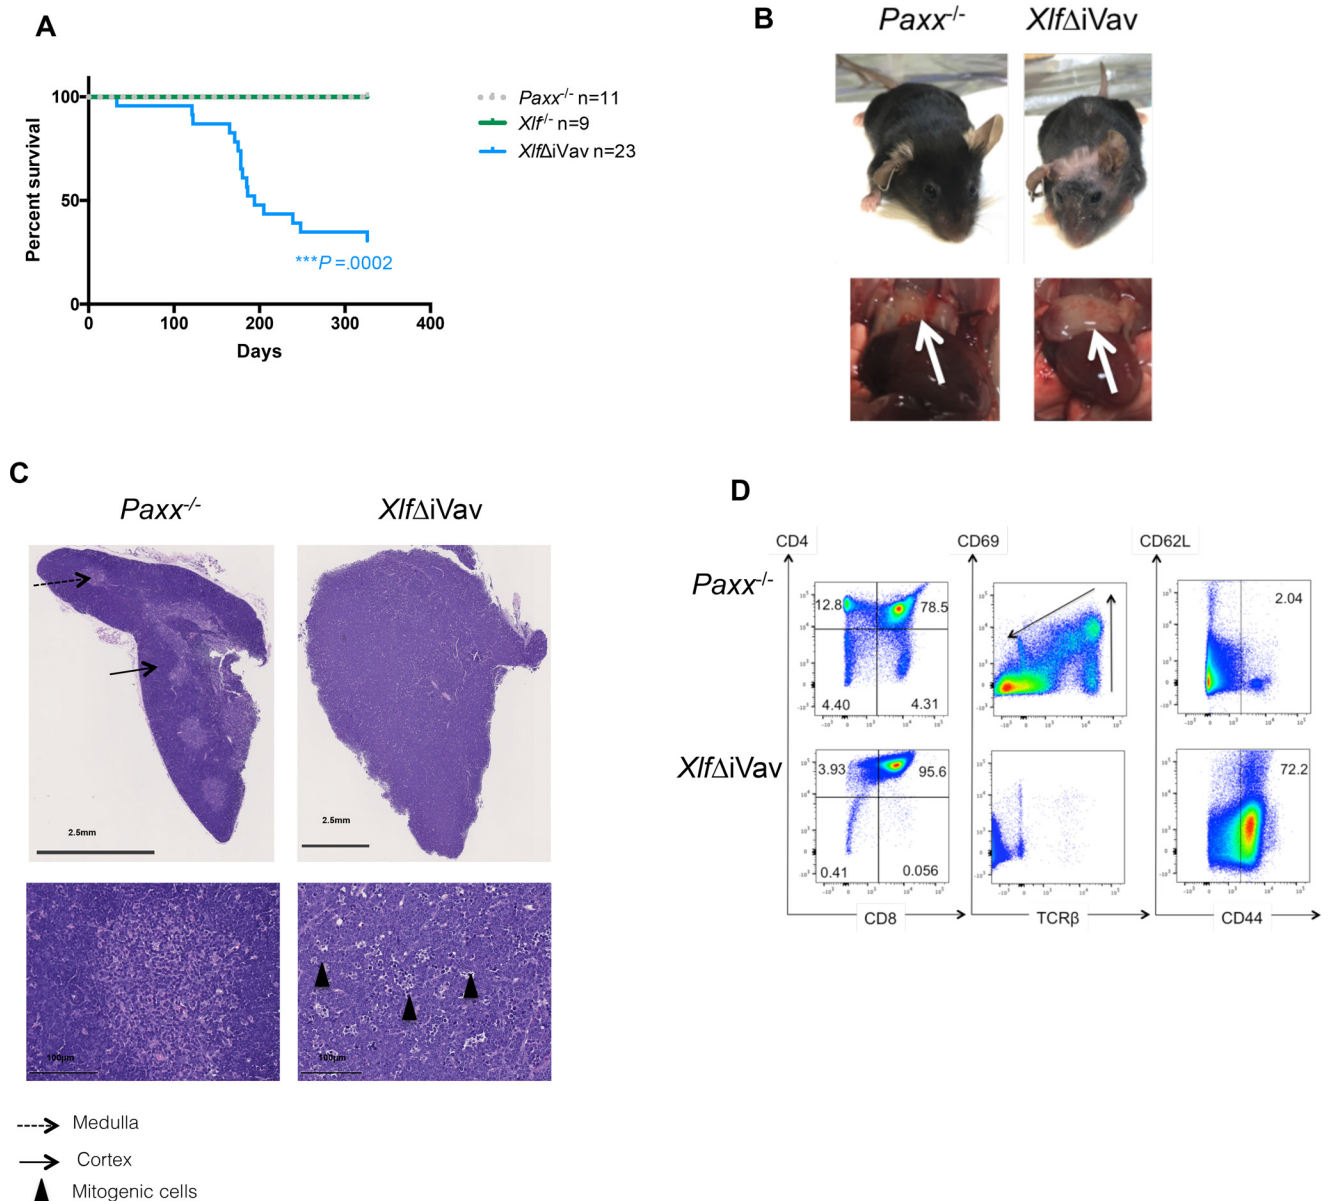 A
Percent survival
100
50
0
0 100 200 300 400
Days
Paxx-/- n=11
Xlf-/- n=9
XlfΔiVav n=23
***P =.0002
B
Paxx-/- XlfΔiVav
C
Paxx-/- XlfΔiVav
2.5mm 2.5mm
100µm 100µm
Medulla
Cortex
Mitogenic cells
D
CD4 CD69 CD62L
Paxx-/-
12.8 78.5
4.40 4.31
2.04
XlfΔiVav
3.93 95.6
0.41 0.056
72.2
CD8 TCRβ CD44